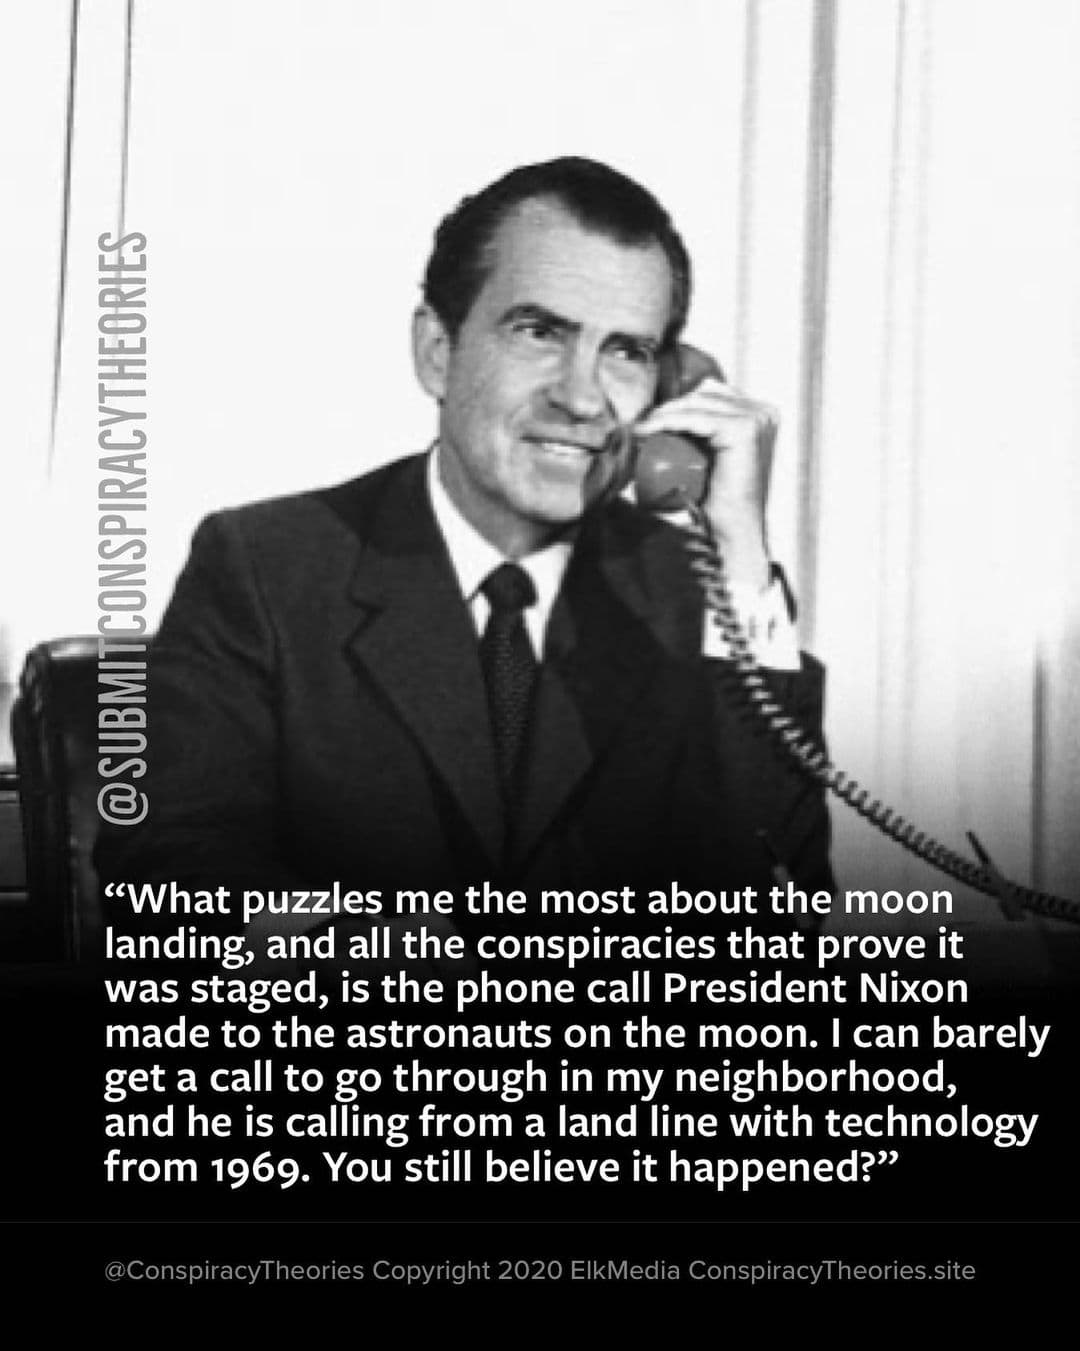 @SUBMITCONSPIRACYTHEORIES
“What puzzles me the most about the moon
landing, and all the conspiracies that prove it
was staged, is the phone call President Nixon
made to the astronauts on the moon. I can barely
get a call to go through in my neighborhood,
and he is calling from a land line with technology
from 1969. You still believe it happened?”
@ConspiracyTheories Copyright 2020 ElkMedia ConspiracyTheories.site